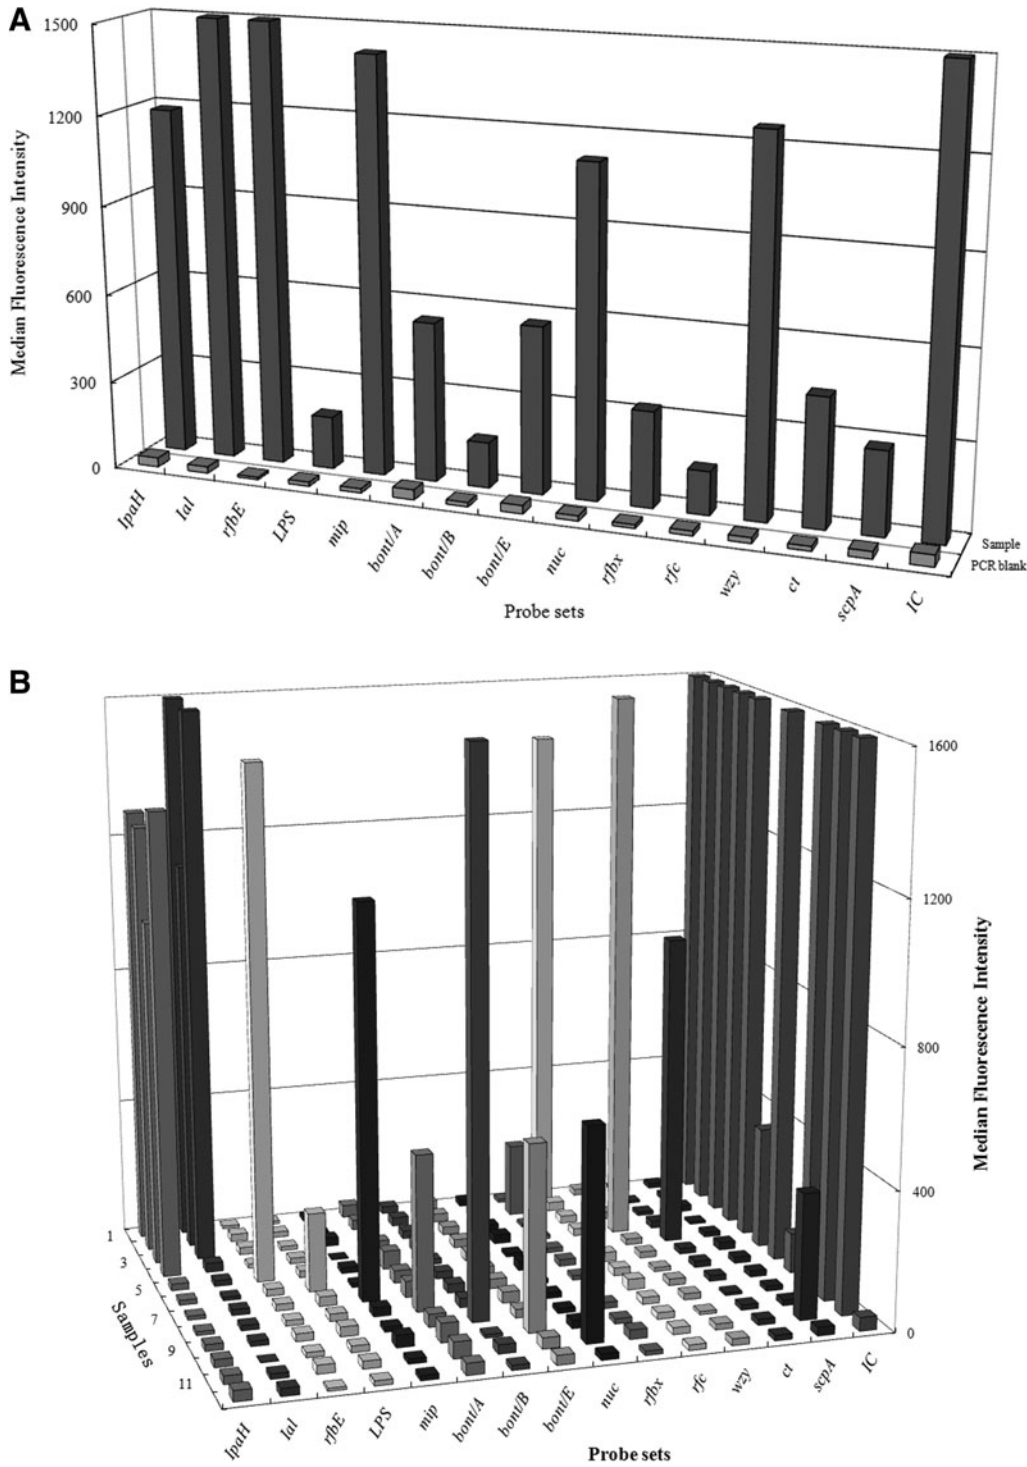 A
1500
1200
900
600
300
0
Median Fluorescence Intensity
IpaH
Ial
rfbE
LPS
mip
bont/A
bont/B
bont/E
nuc
rfbx
rfc
wzy
ct
scpA
IC
Sample
PCR blank
Probe sets
B
1600
1200
800
400
0
Median Fluorescence Intensity
1
3
5
7
9
11
Samples
IpaH
Ial
rfbE
LPS
mip
bont/A
bont/B
bont/E
nuc
rfbx
rfc
wzy
ct
scpA
IC
Probe sets